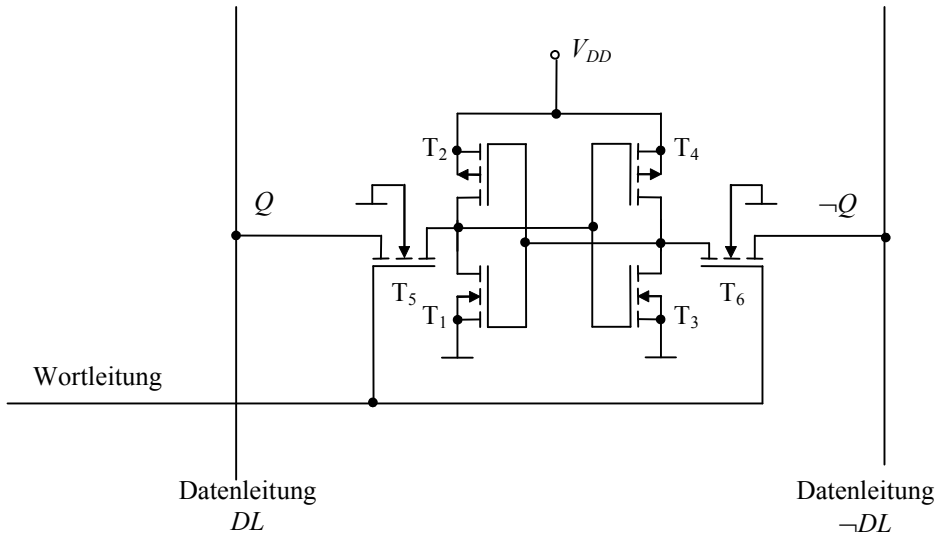 V_DD
T₂
T₄
Q
¬Q
T₅
T₆
T₁
T₃
Wortleitung
Datenleitung
DL
Datenleitung
¬DL